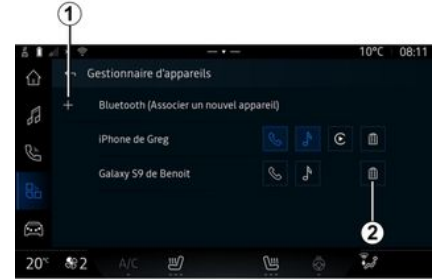 1
10°C 08:11
Gestionnaire d'appareils
Bluetooth (Associer un nouvel appareil)
iPhone de Greg
Galaxy S9 de Benoit
2
20°C 2 A/C